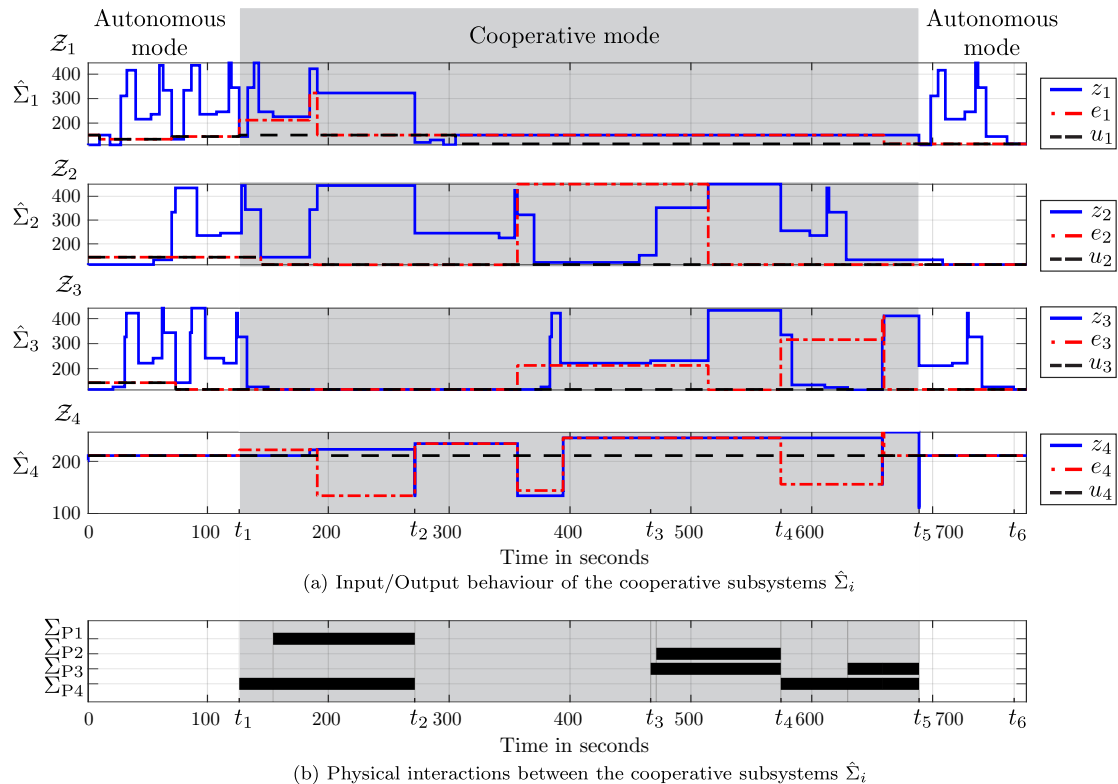 Autonomous mode
Cooperative mode
Autonomous mode
𝒵₁
Σ̂₁
400
300
200
z₁
e₁
u₁
𝒵₂
Σ̂₂
400
300
200
z₂
e₂
u₂
𝒵₃
Σ̂₃
400
300
200
z₃
e₃
u₃
𝒵₄
Σ̂₄
200
100
z₄
e₄
u₄
0 100 t₁ 200 t₂ 300 400 t₃ 500 t₄ 600 t₅ 700 t₆
Time in seconds
(a) Input/Output behaviour of the cooperative subsystems Σ̂ᵢ
Σ_P1
Σ_P2
Σ_P3
Σ_P4
0 100 t₁ 200 t₂ 300 400 t₃ 500 t₄ 600 t₅ 700 t₆
Time in seconds
(b) Physical interactions between the cooperative subsystems Σ̂ᵢ